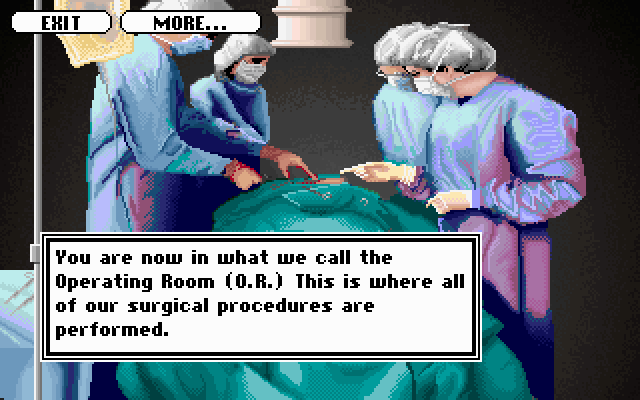 EXIT
MORE...
You are now in what we call the
Operating Room (O.R.) This is where all
of our surgical procedures are
performed.